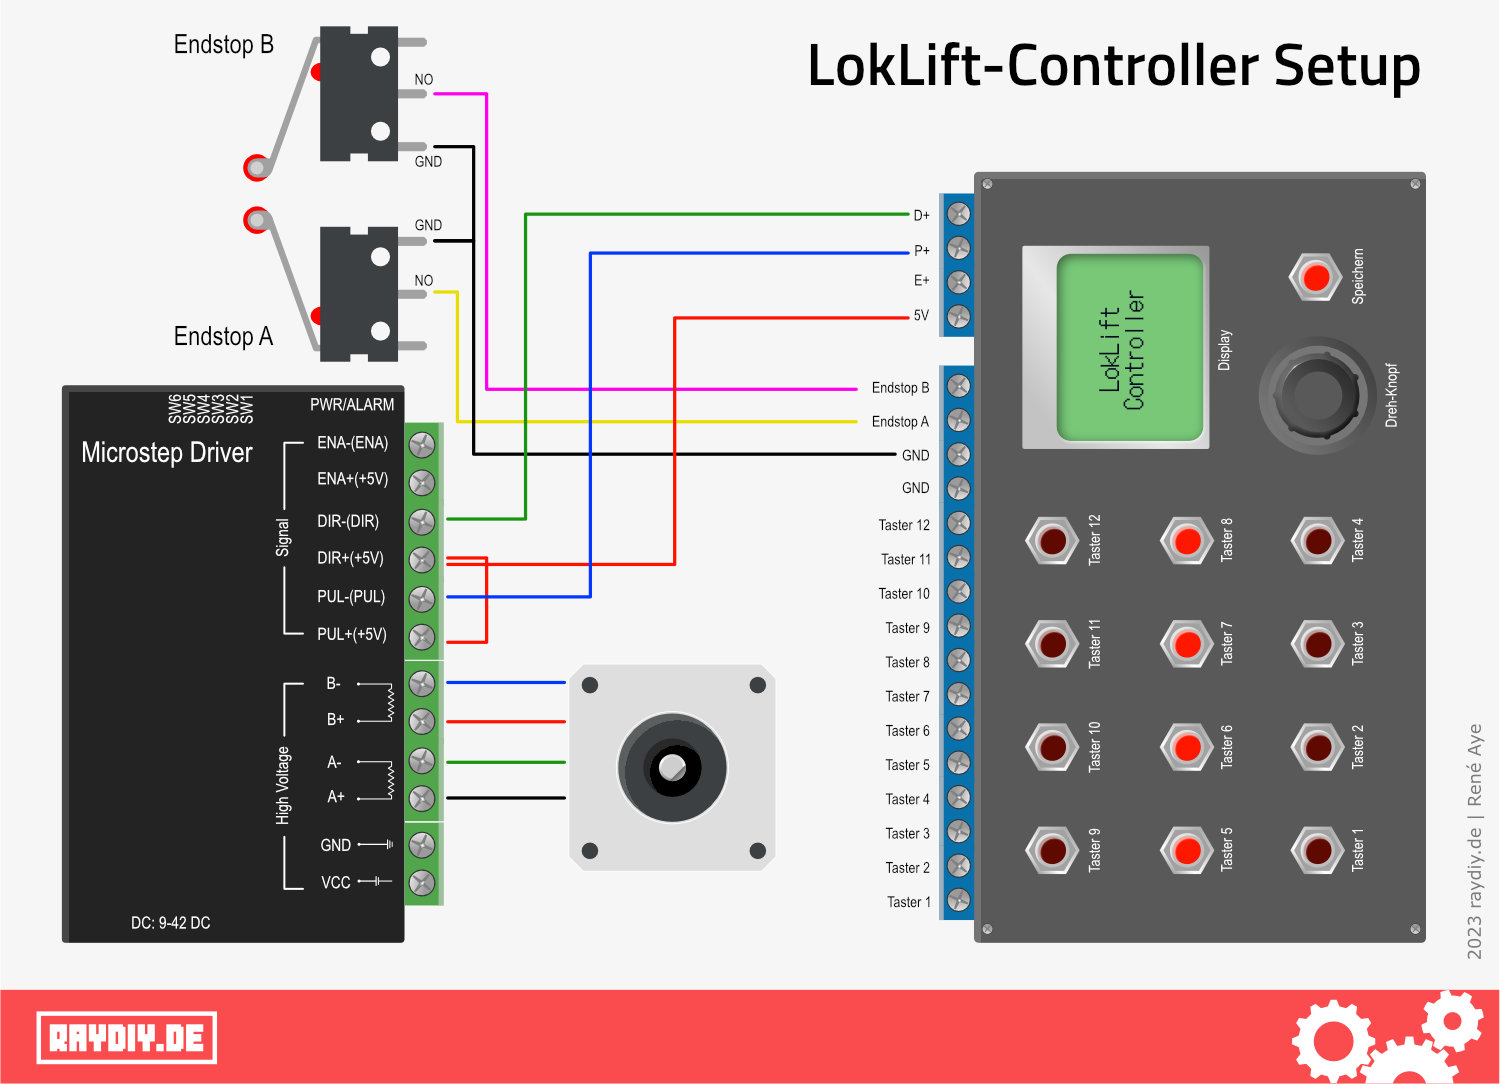 LokLift-Controller Setup
Endstop B
NO
GND
GND
NO
Endstop A
SW6
SW5
SW4
SW3
SW2
SW1
PWR/ALARM
Microstep Driver
Signal
ENA-(ENA)
ENA+(+5V)
DIR-(DIR)
DIR+(+5V)
PUL-(PUL)
PUL+(+5V)
High Voltage
B-
B+
A-
A+
GND
VCC
DC: 9-42 DC
D+
P+
E+
5V
Endstop B
Endstop A
GND
GND
Taster 12
Taster 11
Taster 10
Taster 9
Taster 8
Taster 7
Taster 6
Taster 5
Taster 4
Taster 3
Taster 2
Taster 1
LokLift
Controller
Display
Speichern
Dreh-Knopf
Taster 12
Taster 8
Taster 4
Taster 11
Taster 7
Taster 3
Taster 10
Taster 6
Taster 2
Taster 9
Taster 5
Taster 1
2023 raydiy.de | René Aye
RAYDIY.DE